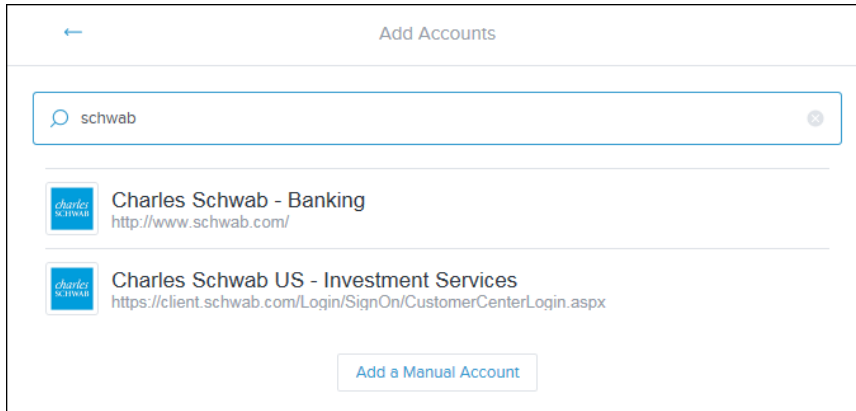 Add Accounts
schwab
charles
SCHWAB
Charles Schwab - Banking
http://www.schwab.com/
charles
SCHWAB
Charles Schwab US - Investment Services
https://client.schwab.com/Login/SignOn/CustomerCenterLogin.aspx
Add a Manual Account